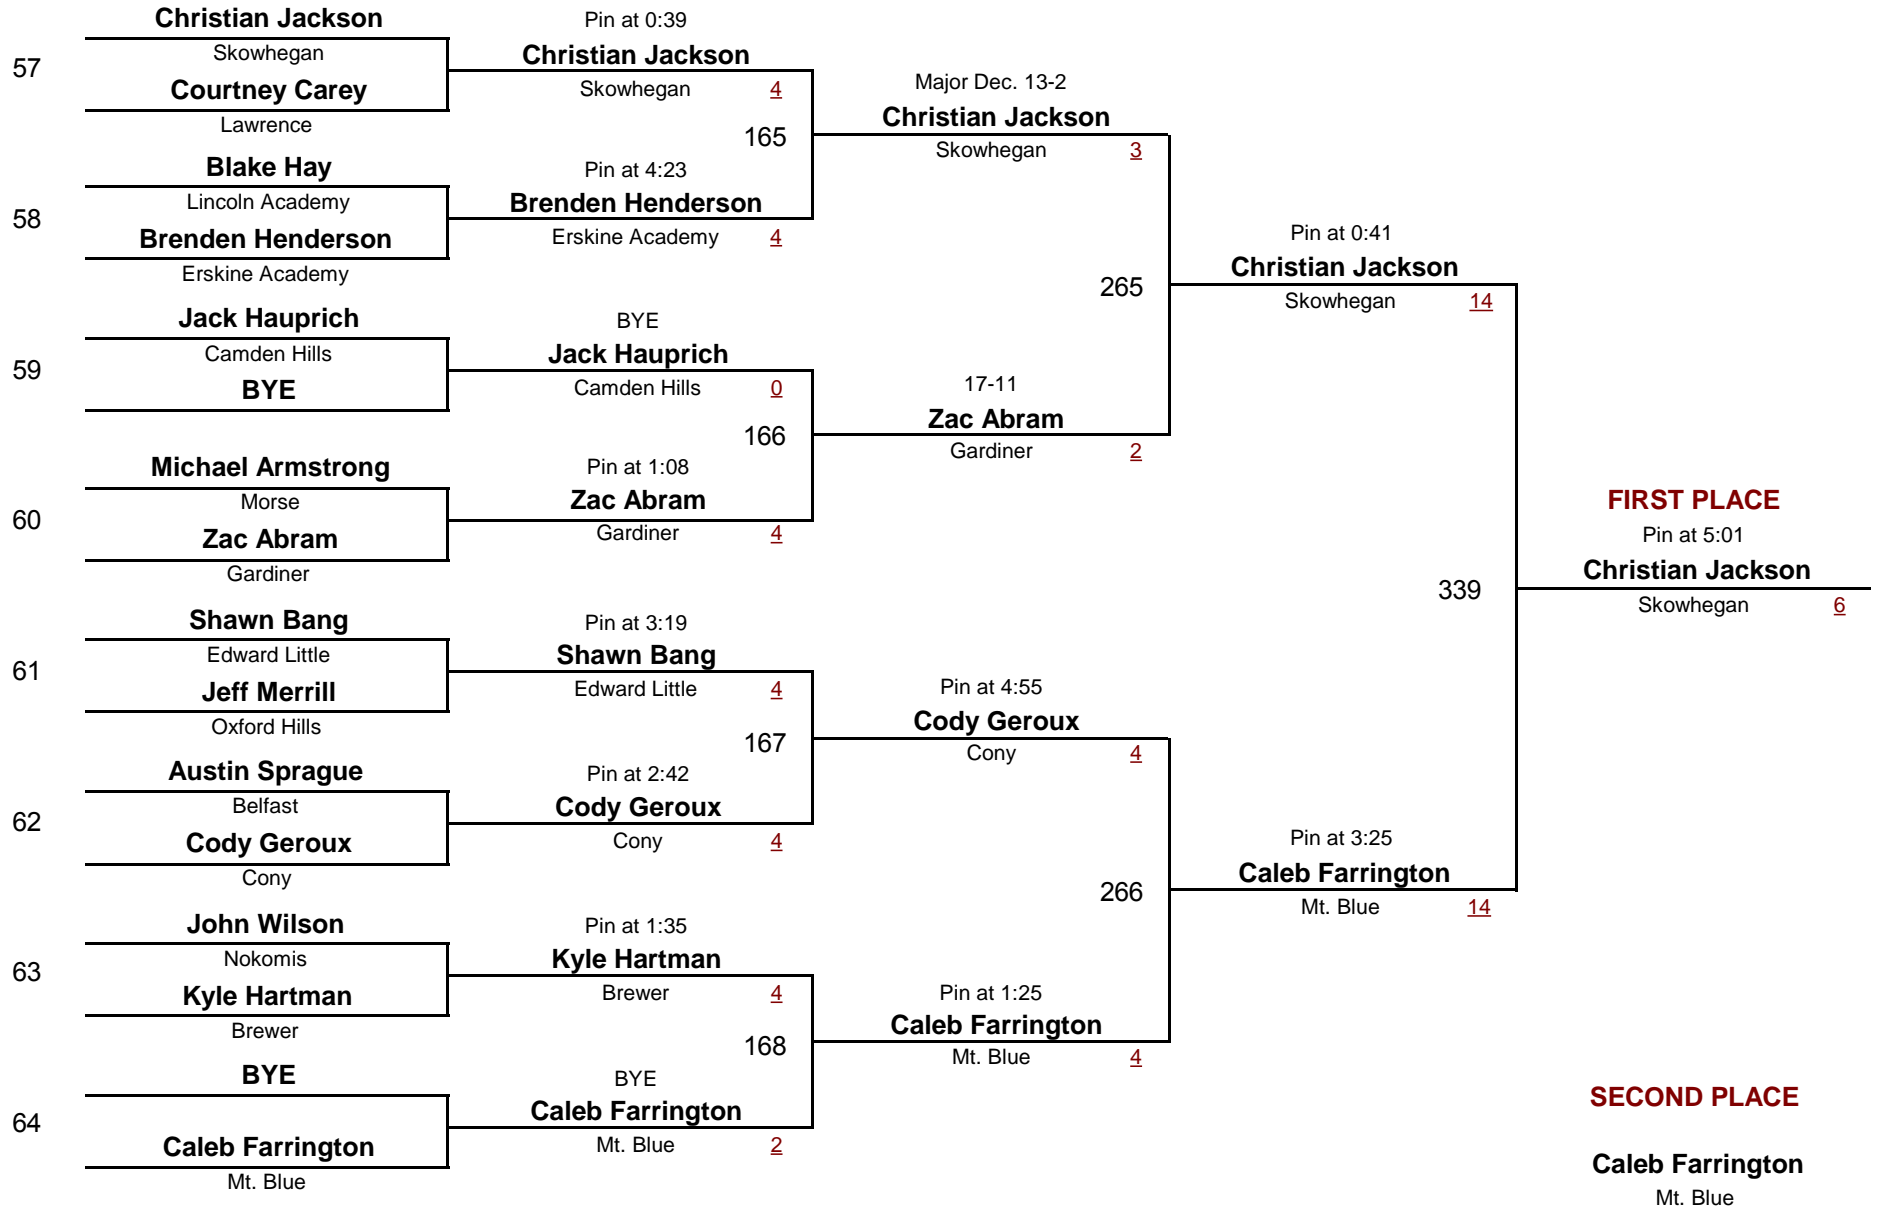 Christian Jackson
Skowhegan
57
Courtney Carey
Lawrence
Blake Hay
Lincoln Academy
58
Brenden Henderson
Erskine Academy
Jack Hauprich
Camden Hills
59
BYE
Michael Armstrong
Morse
60
Zac Abram
Gardiner
Shawn Bang
Edward Little
61
Jeff Merrill
Oxford Hills
Austin Sprague
Belfast
62
Cody Geroux
Cony
John Wilson
Nokomis
63
Kyle Hartman
Brewer
BYE
64
Caleb Farrington
Mt. Blue
Pin at 0:39
Christian Jackson
Skowhegan 4
165
Pin at 4:23
Brenden Henderson
Erskine Academy 4
BYE
Jack Hauprich
Camden Hills 0
166
Pin at 1:08
Zac Abram
Gardiner 4
Pin at 3:19
Shawn Bang
Edward Little 4
167
Pin at 2:42
Cody Geroux
Cony 4
Pin at 1:35
Kyle Hartman
Brewer 4
168
BYE
Caleb Farrington
Mt. Blue 2
Major Dec. 13-2
Christian Jackson
Skowhegan 3
265
17-11
Zac Abram
Gardiner 2
Pin at 4:55
Cody Geroux
Cony 4
266
Pin at 1:25
Caleb Farrington
Mt. Blue 4
Pin at 0:41
Christian Jackson
Skowhegan 14
339
Pin at 3:25
Caleb Farrington
Mt. Blue 14
FIRST PLACE
Pin at 5:01
Christian Jackson
Skowhegan 6
SECOND PLACE
Caleb Farrington
Mt. Blue